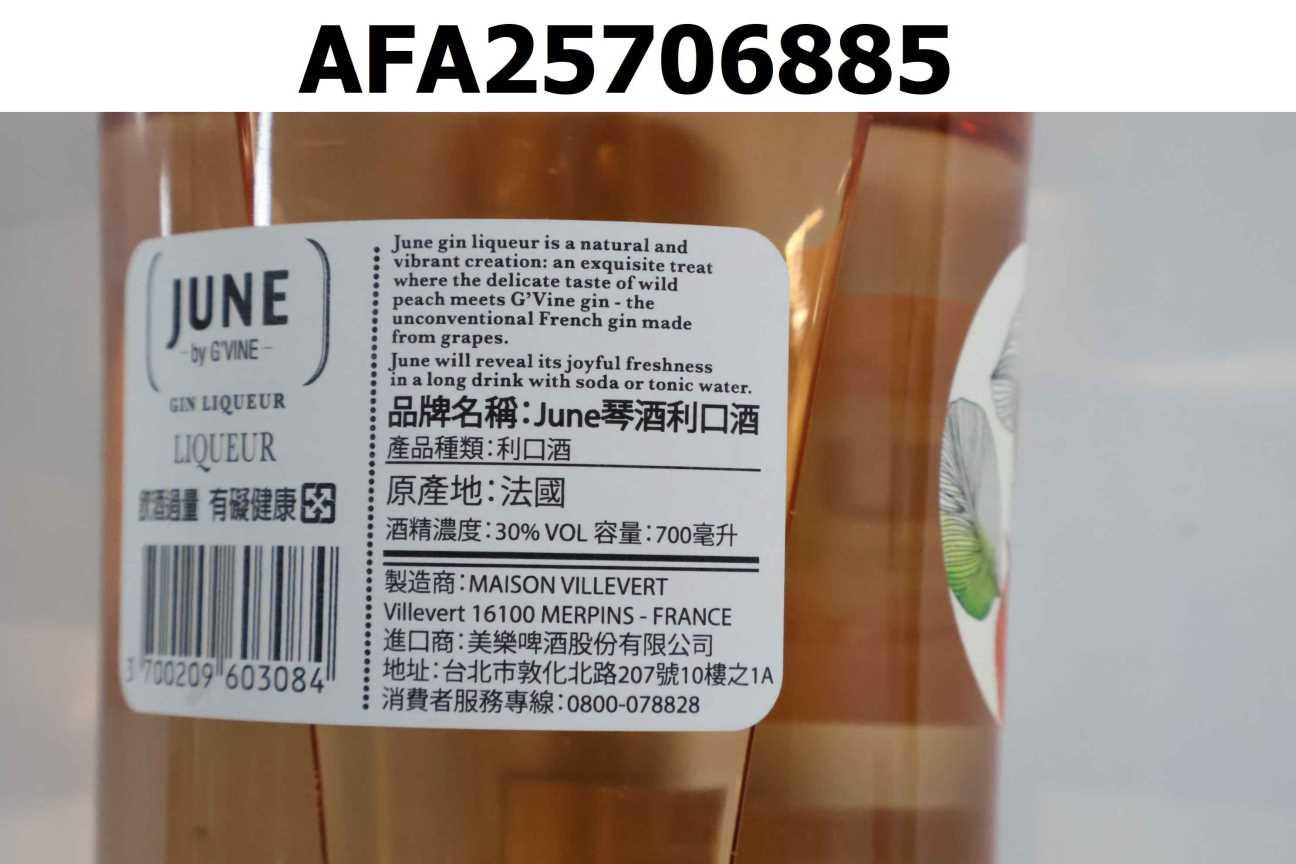 AFA25706885
JUNE
- by G'VINE -
GIN LIQUEUR
LIQUEUR
飲酒過量 有礙健康
3 700209 603084
June gin liqueur is a natural and
vibrant creation: an exquisite treat
where the delicate taste of wild
peach meets G'Vine gin - the
unconventional French gin made
from grapes.
June will reveal its joyful freshness
in a long drink with soda or tonic water.
品牌名稱:June琴酒利口酒
產品種類:利口酒
原產地:法國
酒精濃度:30% VOL 容量:700毫升
製造商:MAISON VILLEVERT
Villevert 16100 MERPINS - FRANCE
進口商:美樂啤酒股份有限公司
地址:台北市敦化北路207號10樓之1A
消費者服務專線:0800-078828